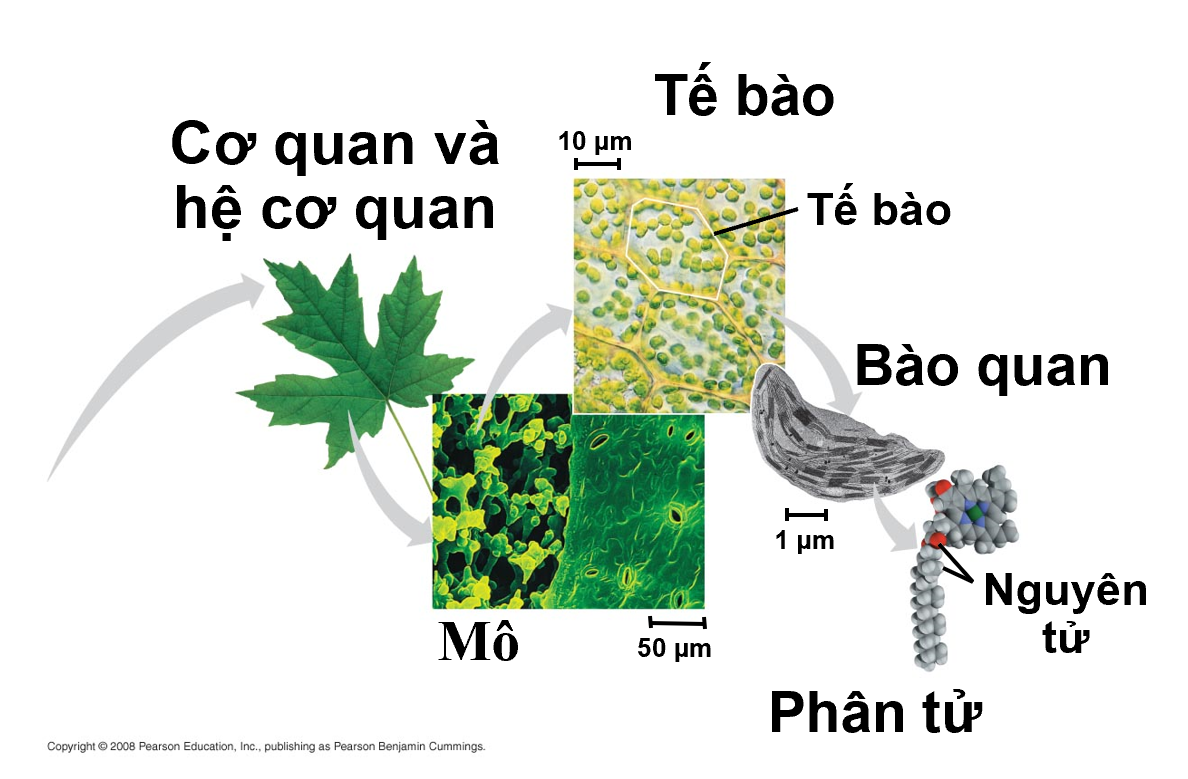 Tế bào
10 µm
Cơ quan và
hệ cơ quan
Tế bào
Bào quan
1 µm
Nguyên
tử
Mô
50 µm
Phân tử
Copyright © 2008 Pearson Education, Inc., publishing as Pearson Benjamin Cummings.